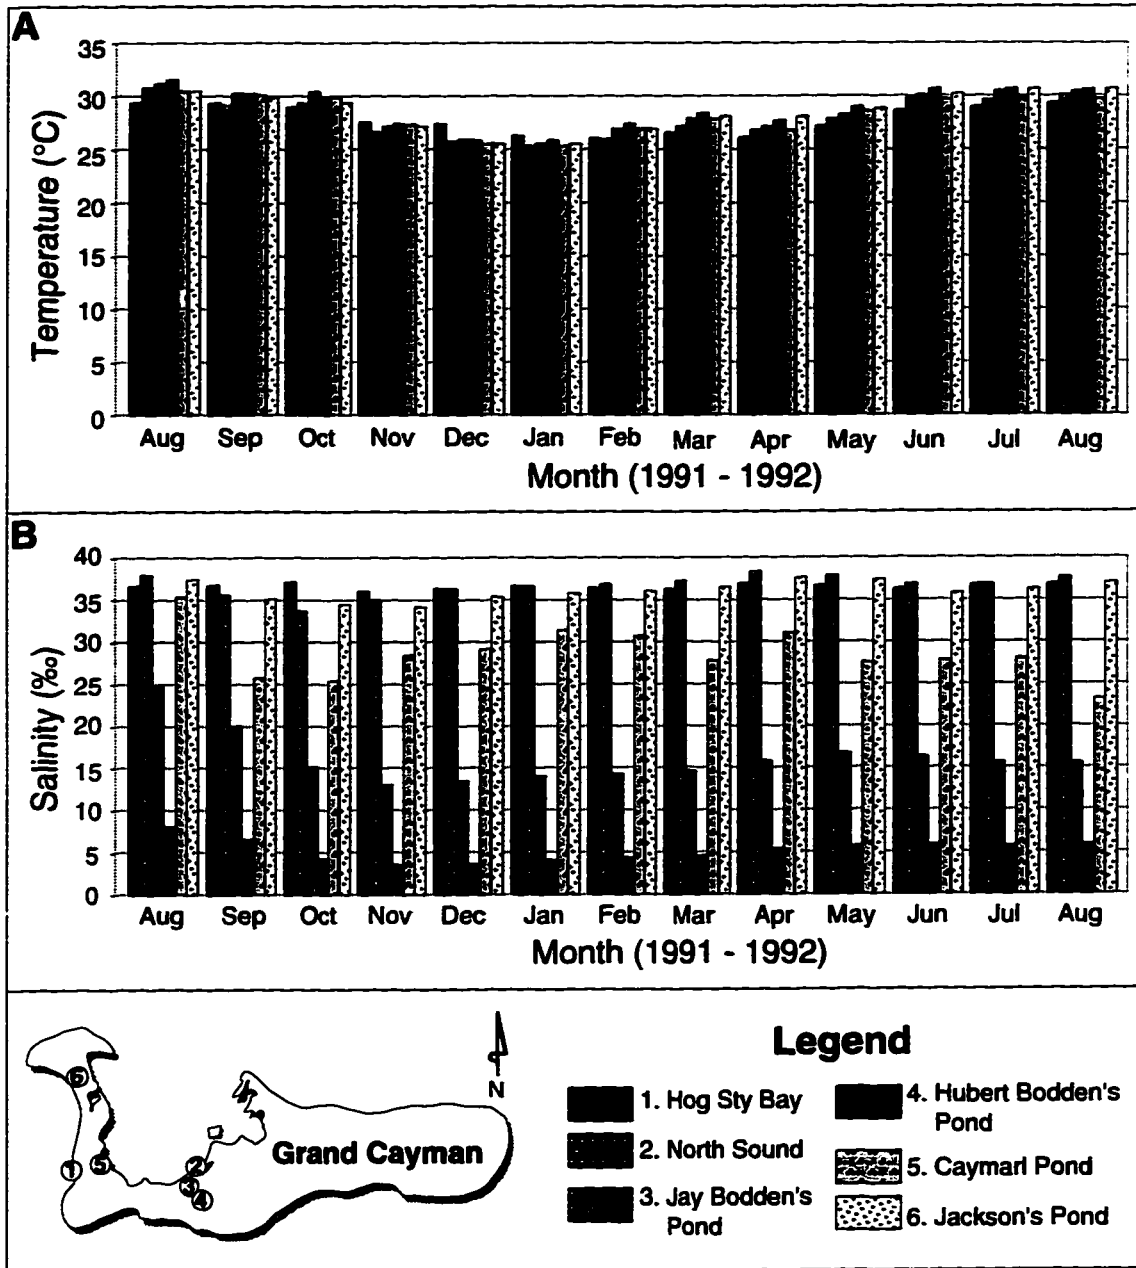 A
35
30
25
20
15
10
5
0
Temperature (°C)
Aug Sep Oct Nov Dec Jan Feb Mar Apr May Jun Jul Aug
Month (1991 - 1992)
B
40
35
30
25
20
15
10
5
0
Salinity (‰)
Aug Sep Oct Nov Dec Jan Feb Mar Apr May Jun Jul Aug
Month (1991 - 1992)
6
1
5
2
3
4
N
Grand Cayman
Legend
1. Hog Sty Bay
2. North Sound
3. Jay Bodden's
Pond
4. Hubert Bodden's
Pond
5. Caymarl Pond
6. Jackson's Pond